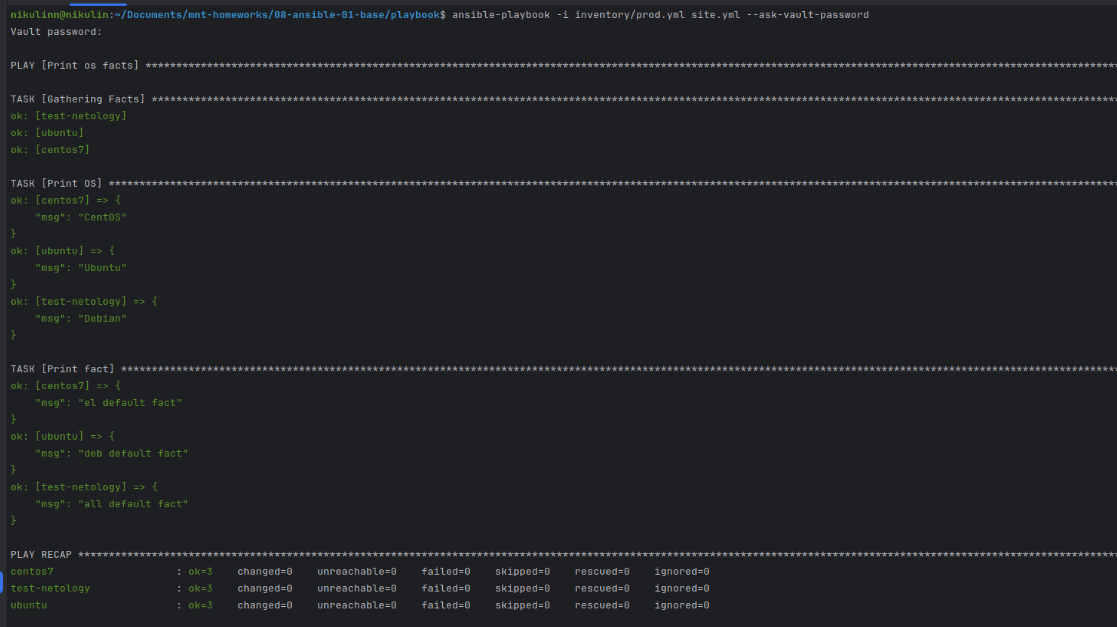 nikulinn@nikulin:~/Documents/mnt-homeworks/08-ansible-01-base/playbook$ ansible-playbook -i inventory/prod.yml site.yml --ask-vault-password
Vault password:
PLAY [Print os facts] ****************************************************************************************************************************************************************
TASK [Gathering Facts] ***************************************************************************************************************************************************************
ok: [test-netology]
ok: [ubuntu]
ok: [centos7]
TASK [Print OS] **********************************************************************************************************************************************************************
ok: [centos7] => {
    "msg": "CentOS"
}
ok: [ubuntu] => {
    "msg": "Ubuntu"
}
ok: [test-netology] => {
    "msg": "Debian"
}
TASK [Print fact] ********************************************************************************************************************************************************************
ok: [centos7] => {
    "msg": "el default fact"
}
ok: [ubuntu] => {
    "msg": "deb default fact"
}
ok: [test-netology] => {
    "msg": "all default fact"
}
PLAY RECAP ***************************************************************************************************************************************************************************
centos7                    : ok=3    changed=0    unreachable=0    failed=0    skipped=0    rescued=0    ignored=0
test-netology              : ok=3    changed=0    unreachable=0    failed=0    skipped=0    rescued=0    ignored=0
ubuntu                     : ok=3    changed=0    unreachable=0    failed=0    skipped=0    rescued=0    ignored=0